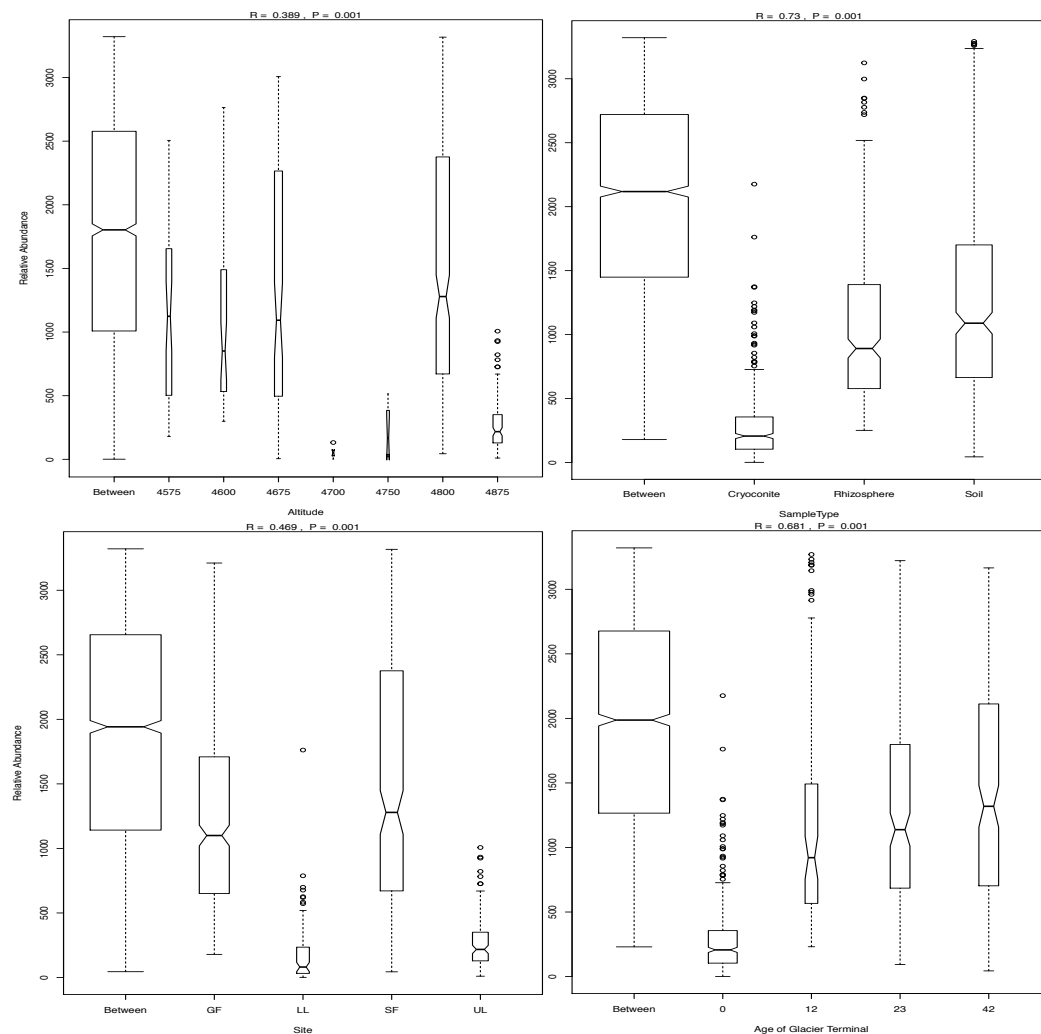 R = 0.389 , P = 0.001
Relative Abundance
3000
2500
2000
1500
1000
500
0
Between 4575 4600 4675 4700 4750 4800 4875
Altitude
R = 0.73 , P = 0.001
3000
2500
2000
1500
1000
500
0
Between Cryoconite Rhizosphere Soil
SampleType
R = 0.469 , P = 0.001
Relative Abundance
3000
2500
2000
1500
1000
500
0
Between GF LL SF UL
Site
R = 0.681 , P = 0.001
3000
2500
2000
1500
1000
500
0
Between 0 12 23 42
Age of Glacier Terminal